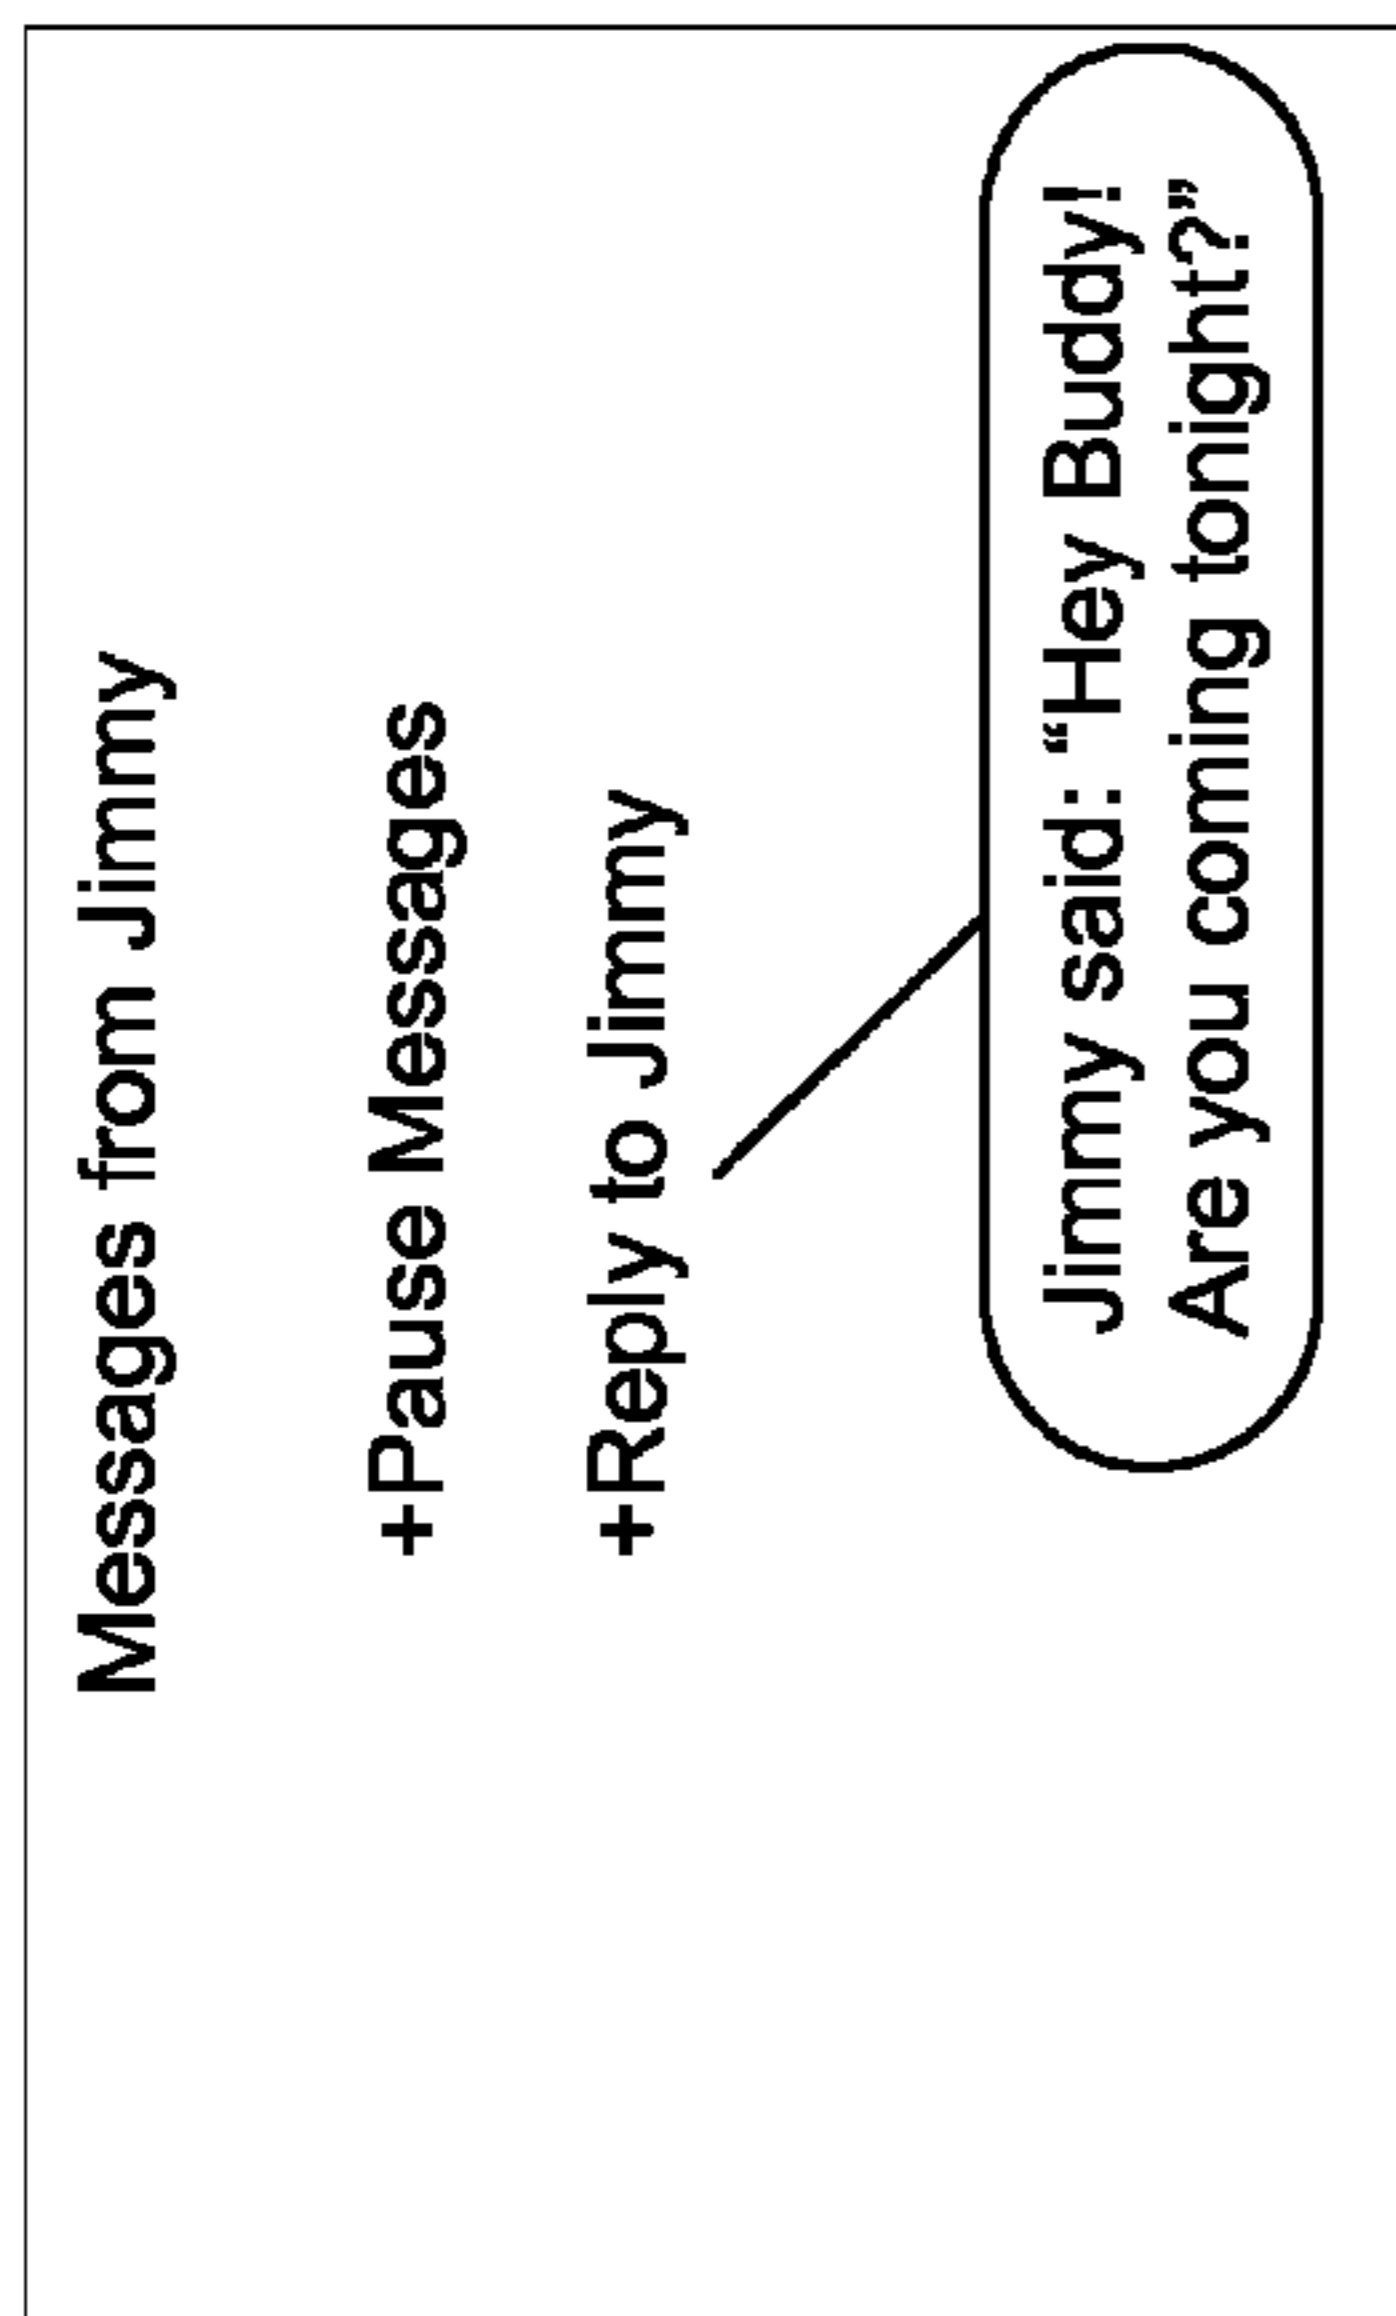 Messages from Jimmy
+Pause Messages
+Reply to Jimmy
Jimmy said: “Hey Buddy!
Are you coming tonight?”